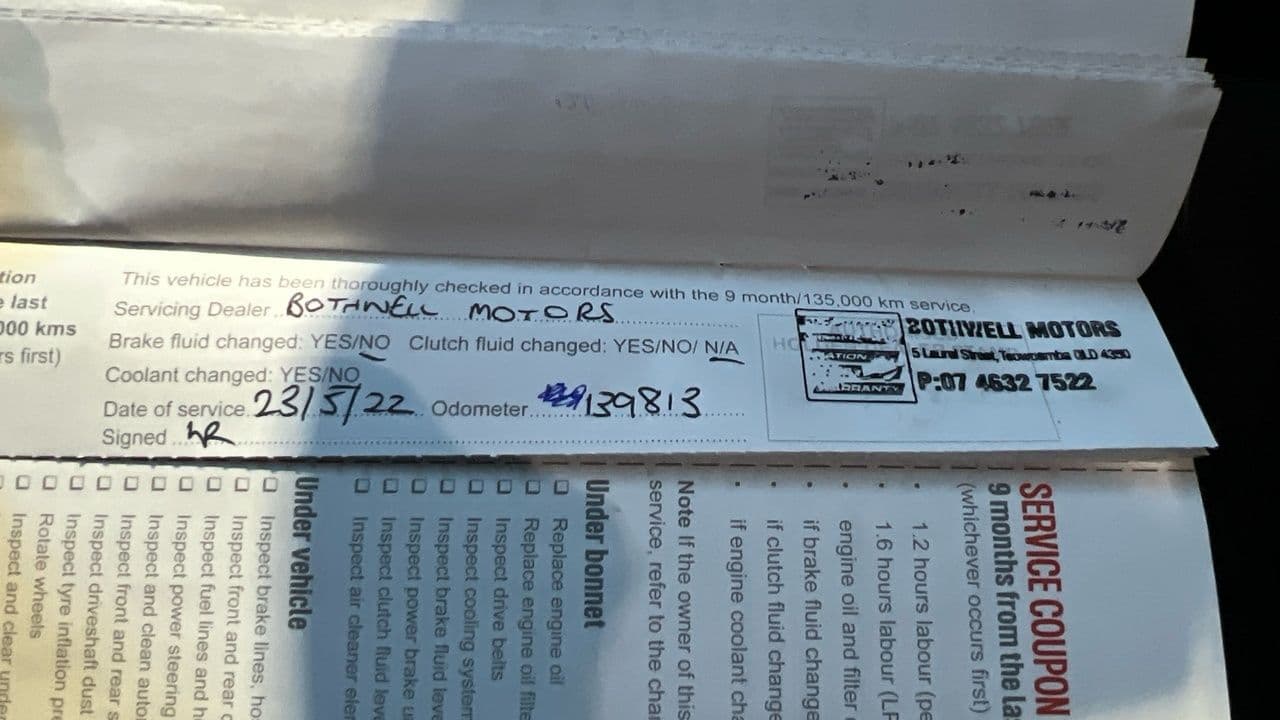 This vehicle has been thoroughly checked in accordance with the 9 month/135,000 km service.
Servicing Dealer BOTHWELL MOTORS
Brake fluid changed: YES/NO Clutch fluid changed: YES/NO/ N/A
Coolant changed: YES/NO
Date of service 23/5/22 Odometer 139813
Signed
tion
last
000 kms
rs first)
BOTHWELL MOTORS
5 Laurel Street, Toowoomba QLD 4350
P:07 4632 7522
SERVICE COUPON
9 months from the la
(whichever occurs first)
• 1.2 hours labour (pe
• 1.6 hours labour (LP
engine oil and filter
• if brake fluid change
• if clutch fluid change
• if engine coolant cha
Note If the owner of this
service, refer to the char
Under bonnet
Replace engine oil
Replace engine oil filte
Inspect drive belts
Inspect cooling system
Inspect brake fluid leve
Inspect power brake u
Inspect clutch fluid leve
Inspect air cleaner elem
Under vehicle
Inspect brake lines, ho
Inspect front and rear
Inspect fuel lines and h
Inspect power steering
Inspect and clean auto
Inspect front and rear s
Inspect driveshaft dust
Inspect tyre inflation pre
Rotate wheels
Inspect and clear under